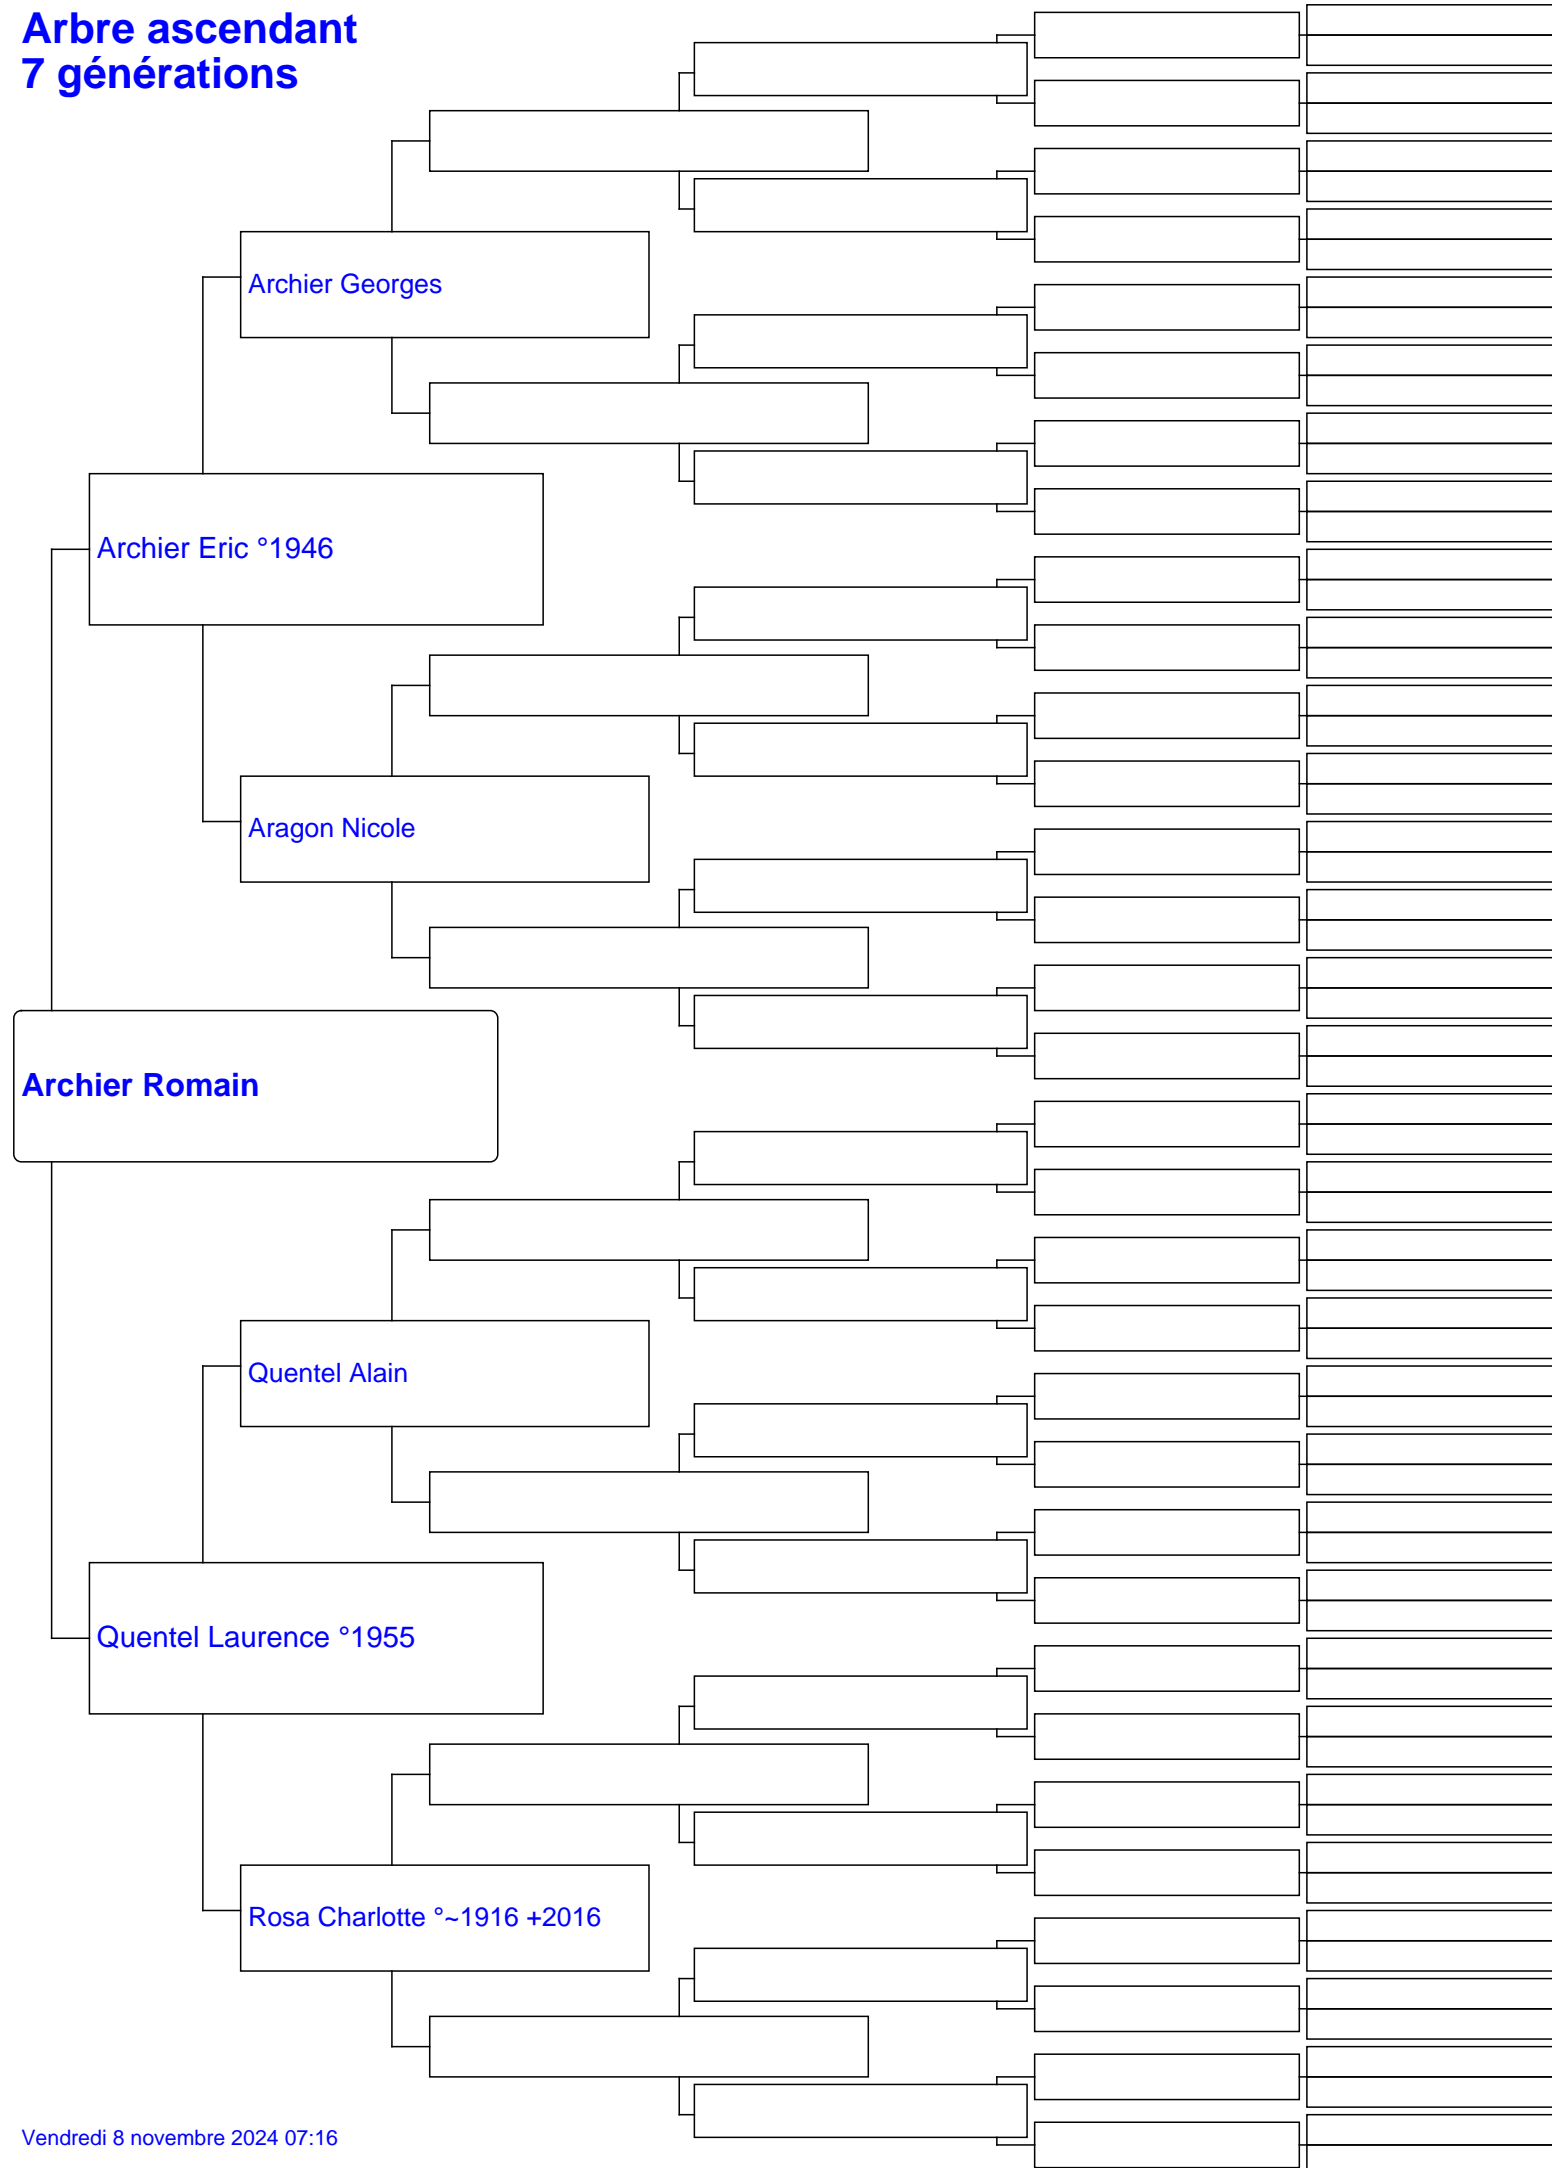 Arbre ascendant
7 générations
Archier Georges
Archier Eric °1946
Aragon Nicole
Archier Romain
Quentel Alain
Quentel Laurence °1955
Rosa Charlotte °~1916 +2016
Vendredi 8 novembre 2024 07:16